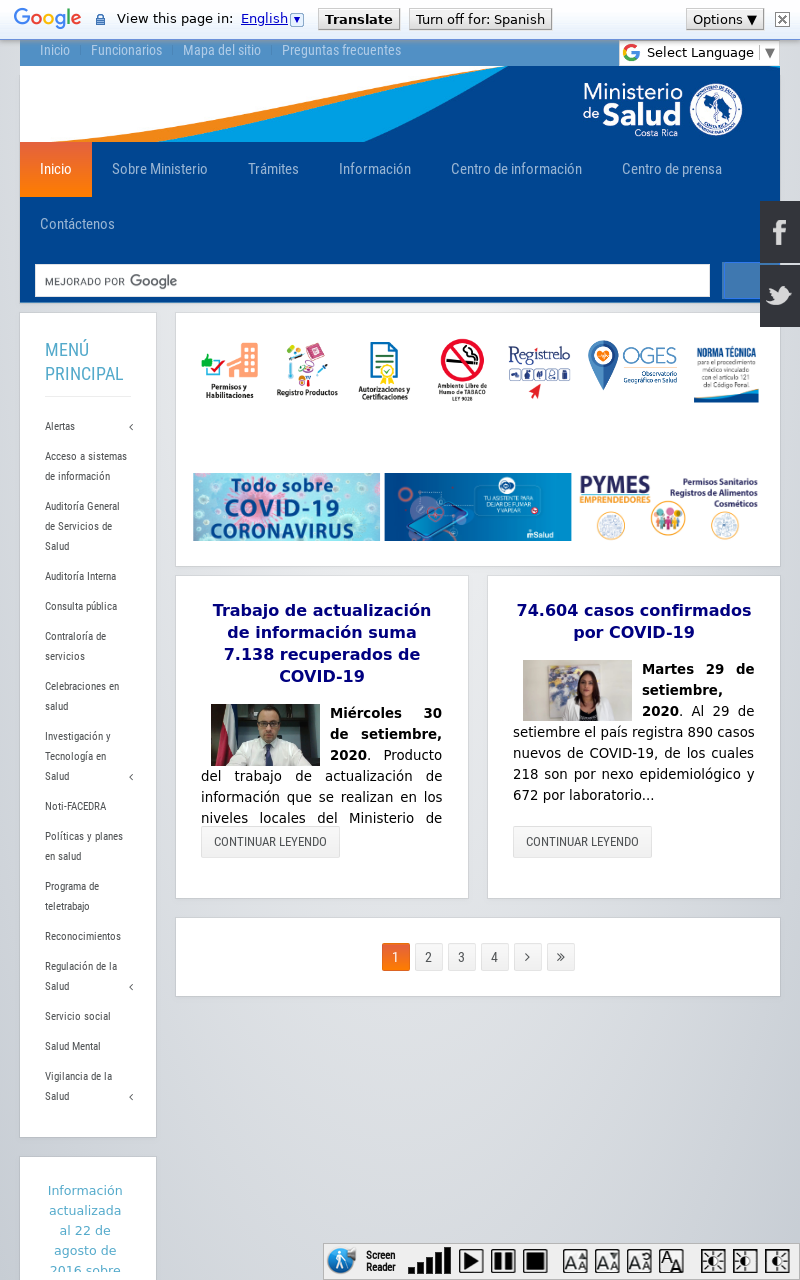 Google View this page in: English Translate Turn off for: Spanish Options ▼
Inicio Funcionarios Mapa del sitio Preguntas frecuentes Select Language ▼
Ministerio
de Salud
Costa Rica
Inicio Sobre Ministerio Trámites Información Centro de información Centro de prensa
Contáctenos
MEJORADO POR Google
MENÚ
PRINCIPAL
Alertas
Acceso a sistemas
de información
Auditoría General
de Servicios de
Salud
Auditoría Interna
Consulta pública
Contraloría de
servicios
Celebraciones en
salud
Investigación y
Tecnología en
Salud
Noti-FACEDRA
Políticas y planes
en salud
Programa de
teletrabajo
Reconocimientos
Regulación de la
Salud
Servicio social
Salud Mental
Vigilancia de la
Salud
Información
actualizada
al 22 de
agosto de
2016 sobre
Permisos y
Habilitaciones
Registro Productos
Autorizaciones y
Certificaciones
Ambiente Libre de
Humo de TABACO
LEY 9028
Regístrelo
OGES
Observatorio
Geográfico en Salud
NORMA TÉCNICA
para el procedimiento
médico vinculado
con el artículo 121
del Código Penal.
Todo sobre
COVID-19
CORONAVIRUS
TU ASISTENTE PARA
DEJAR DE FUMAR
Y VAPEAR
mSalud
PYMES
EMPRENDEDORES
Permisos Sanitarios
Registros de Alimentos
Cosméticos
Trabajo de actualización
de información suma
7.138 recuperados de
COVID-19
Miércoles 30
de setiembre,
2020. Producto
del trabajo de actualización de
información que se realizan en los
niveles locales del Ministerio de
CONTINUAR LEYENDO
74.604 casos confirmados
por COVID-19
Martes 29 de
setiembre,
2020. Al 29 de
setiembre el país registra 890 casos
nuevos de COVID-19, de los cuales
218 son por nexo epidemiológico y
672 por laboratorio...
CONTINUAR LEYENDO
1 2 3 4 › »
Screen
Reader